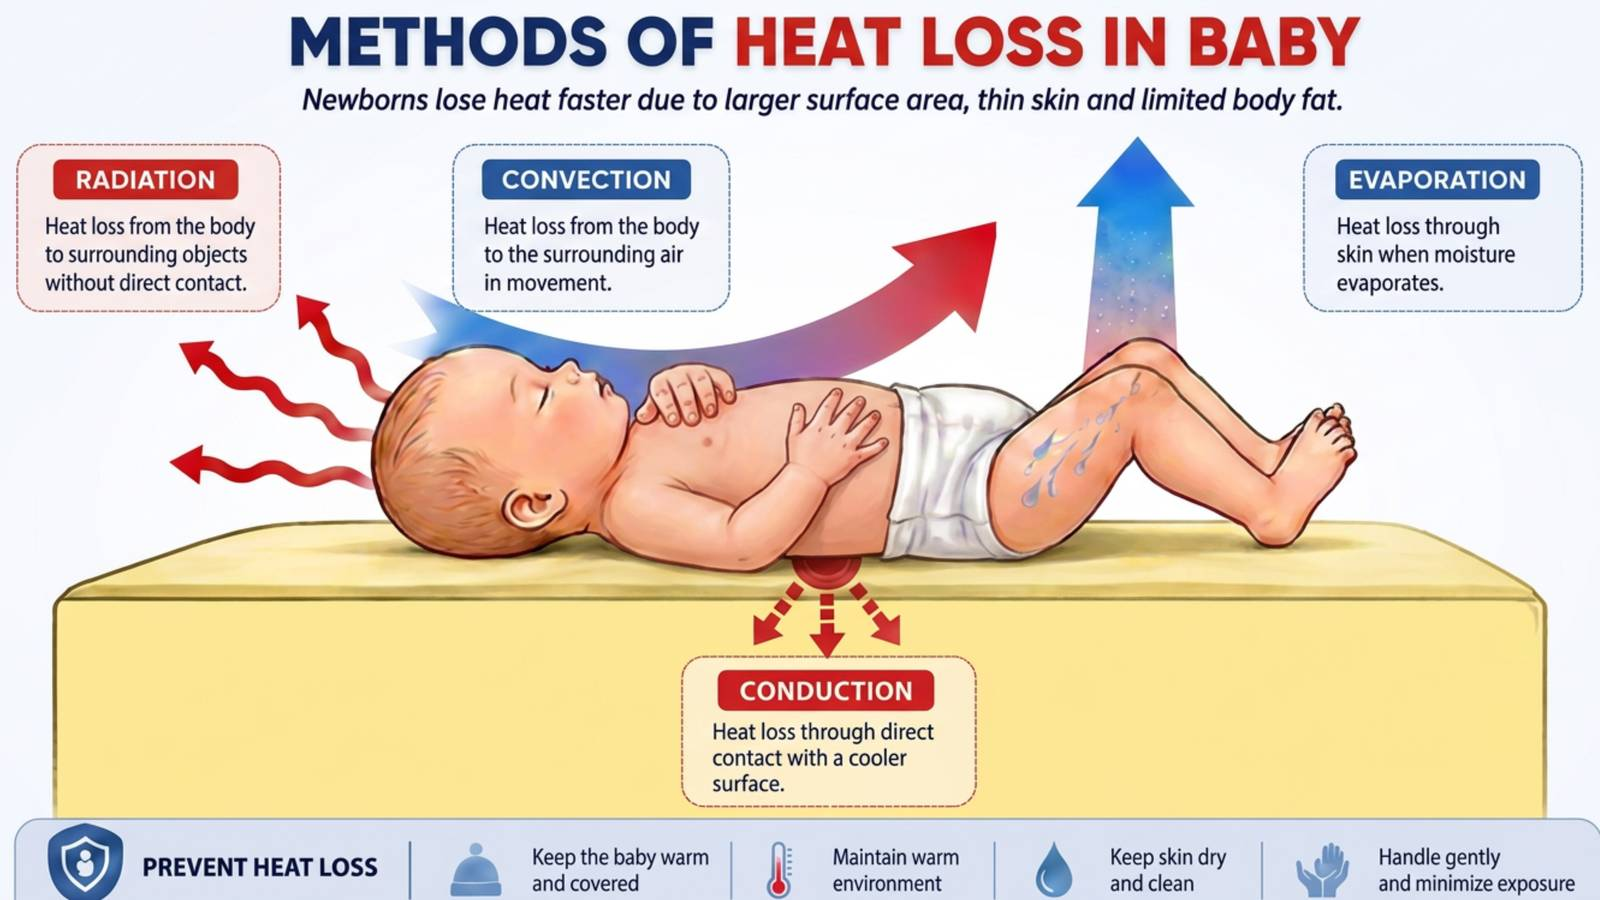 METHODS OF HEAT LOSS IN BABY
Newborns lose heat faster due to larger surface area, thin skin and limited body fat.
RADIATION
Heat loss from the body
to surrounding objects
without direct contact.
CONVECTION
Heat loss from the body
to the surrounding air
in movement.
EVAPORATION
Heat loss through
skin when moisture
evaporates.
CONDUCTION
Heat loss through direct
contact with a cooler
surface.
PREVENT HEAT LOSS
Keep the baby warm
and covered
Maintain warm
environment
Keep skin dry
and clean
Handle gently
and minimize exposure